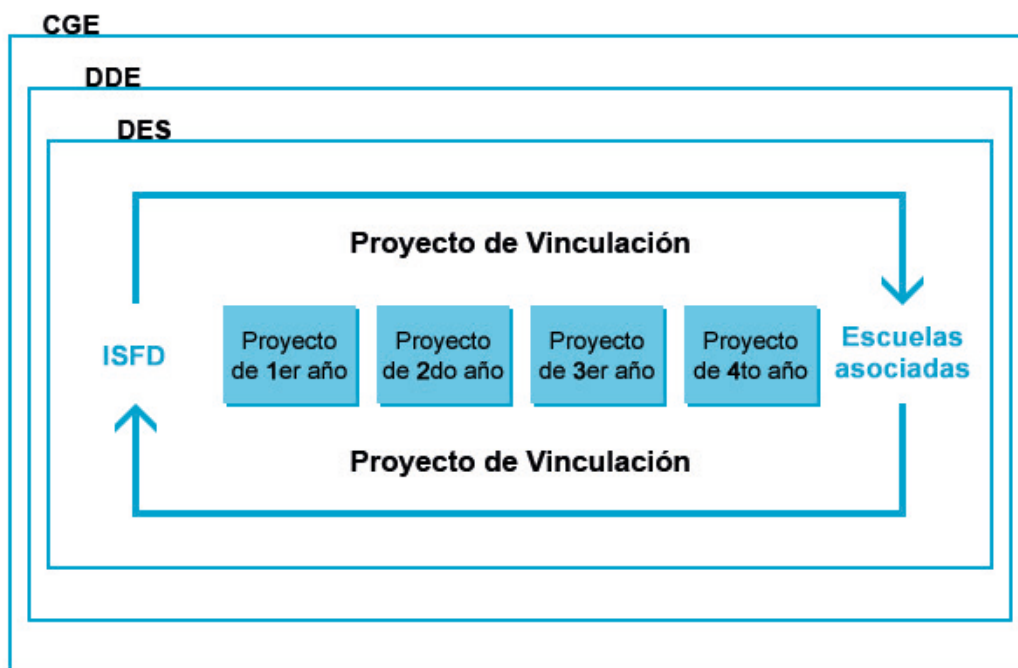 CGE
DDE
DES
Proyecto de Vinculación
ISFD
Proyecto
de 1er año
Proyecto
de 2do año
Proyecto
de 3er año
Proyecto
de 4to año
Escuelas
asociadas
Proyecto de Vinculación